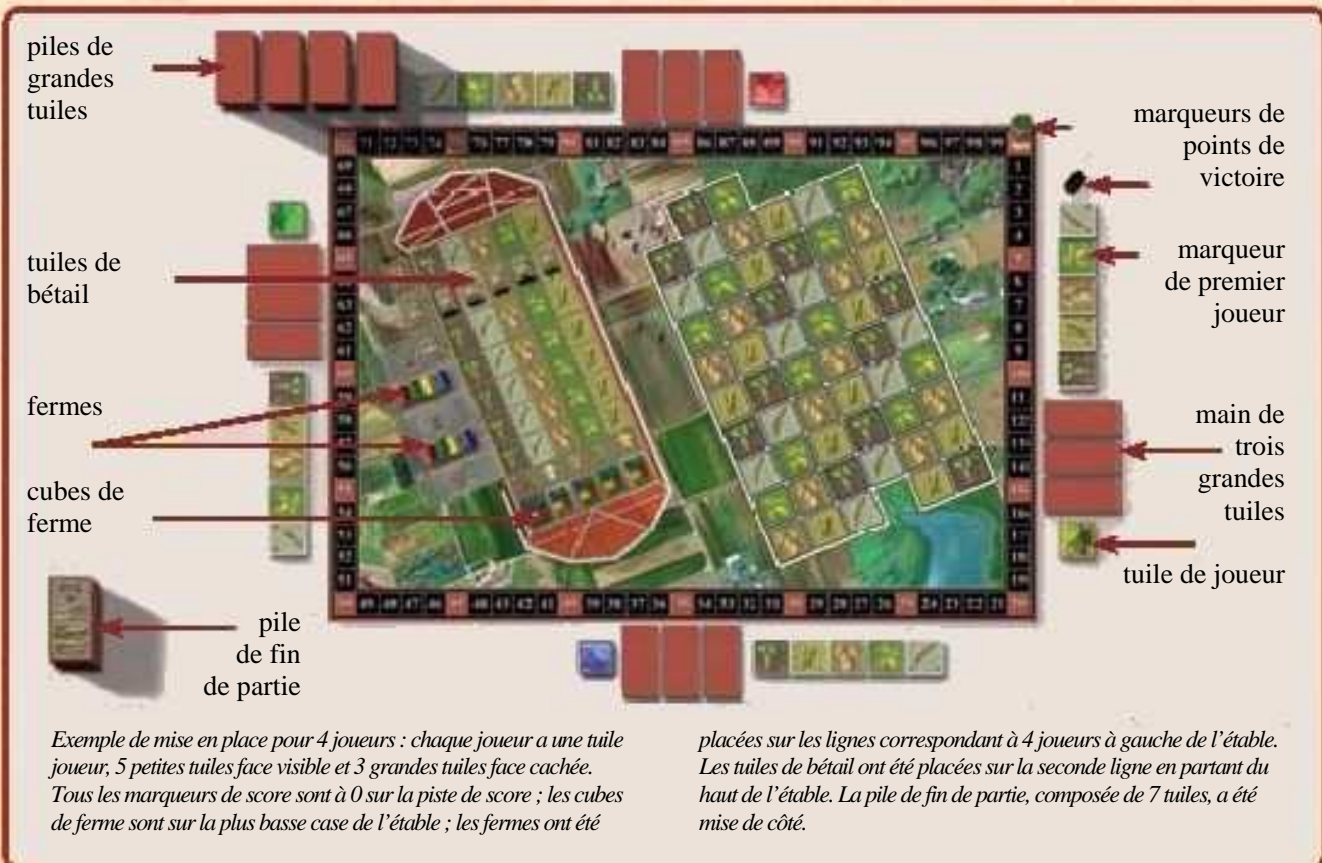 piles de
grandes
tuiles
marqueurs de
points de
victoire
tuiles de
bétail
marqueur
de premier
joueur
fermes
main de
trois
grandes
tuiles
cubes de
ferme
tuile de joueur
pile
de fin
de partie
Exemple de mise en place pour 4 joueurs : chaque joueur a une tuile
joueur, 5 petites tuiles face visible et 3 grandes tuiles face cachée.
Tous les marqueurs de score sont à 0 sur la piste de score ; les cubes
de ferme sont sur la plus basse case de l’étable ; les fermes ont été
placées sur les lignes correspondant à 4 joueurs à gauche de l’étable.
Les tuiles de bétail ont été placées sur la seconde ligne en partant du
haut de l’étable. La pile de fin de partie, composée de 7 tuiles, a été
mise de côté.